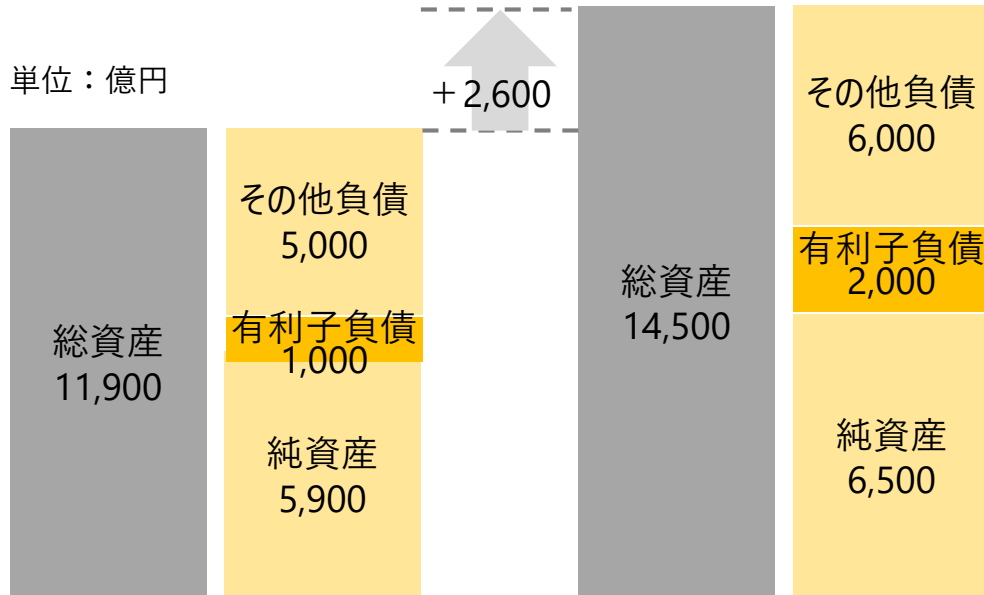 単位：億円
総資産
11,900
その他負債
5,000
有利子負債
1,000
純資産
5,900
＋2,600
総資産
14,500
その他負債
6,000
有利子負債
2,000
純資産
6,500